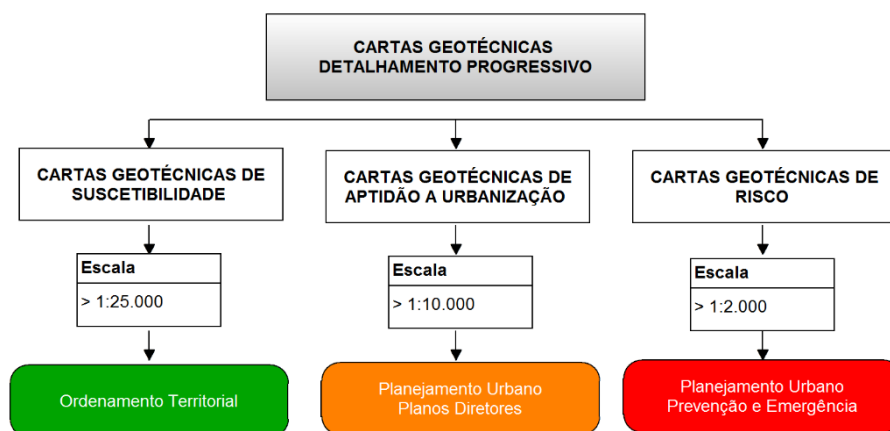 CARTAS GEOTÉCNICAS
DETALHAMENTO PROGRESSIVO
CARTAS GEOTÉCNICAS DE
SUSCETIBILIDADE
Escala
> 1:25.000
Ordenamento Territorial
CARTAS GEOTÉCNICAS DE
APTIDÃO A URBANIZAÇÃO
Escala
> 1:10.000
Planejamento Urbano
Planos Diretores
CARTAS GEOTÉCNICAS DE
RISCO
Escala
> 1:2.000
Planejamento Urbano
Prevenção e Emergência